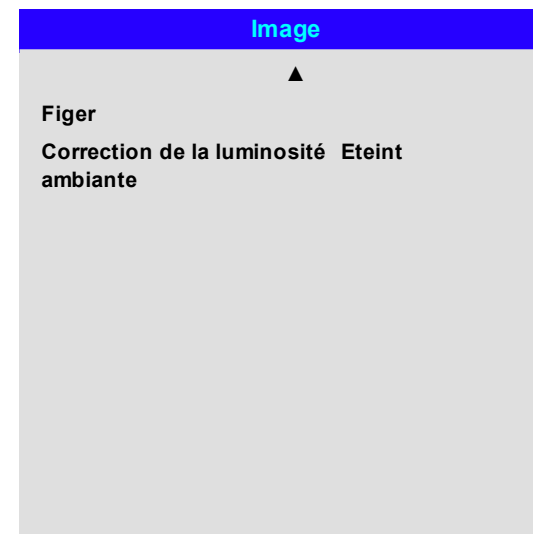 Image
▲
Figer
Correction de la luminosité Eteint
ambiante